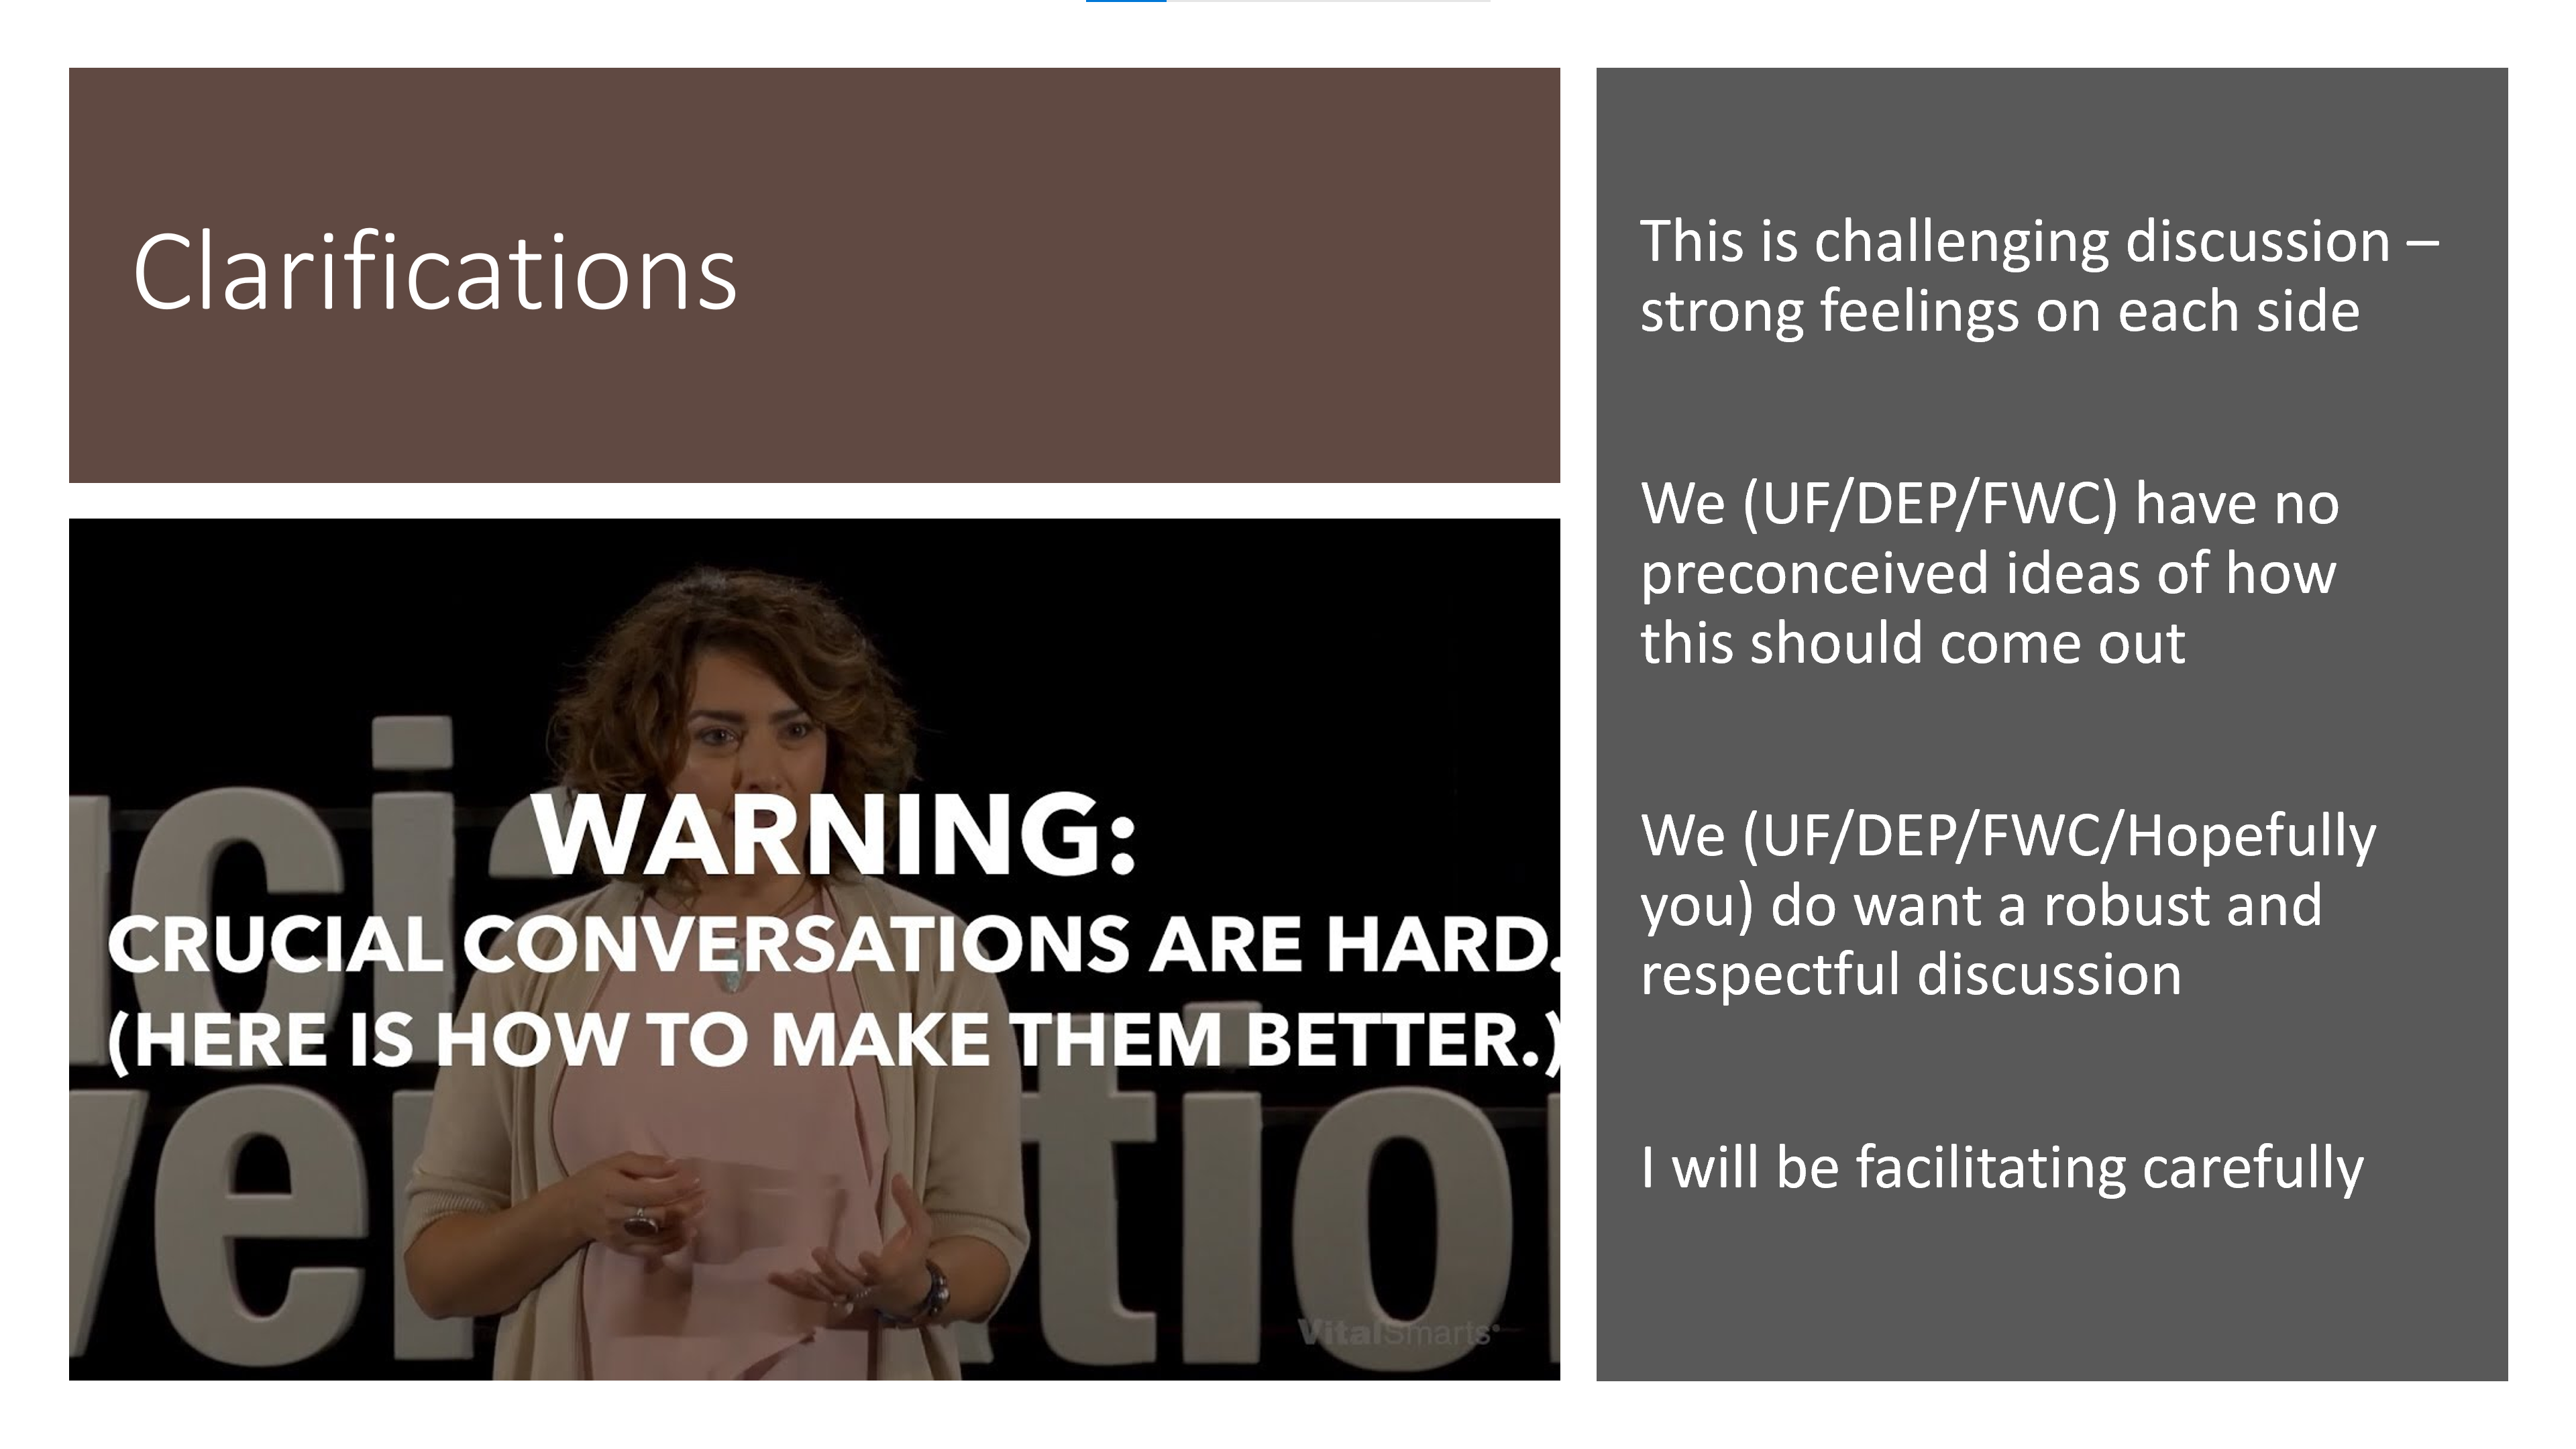 Clarifications
WARNING:
CRUCIAL CONVERSATIONS ARE HARD.
(HERE IS HOW TO MAKE THEM BETTER.)
VitalSmarts
This is challenging discussion –
strong feelings on each side
We (UF/DEP/FWC) have no
preconceived ideas of how
this should come out
We (UF/DEP/FWC/Hopefully
you) do want a robust and
respectful discussion
I will be facilitating carefully